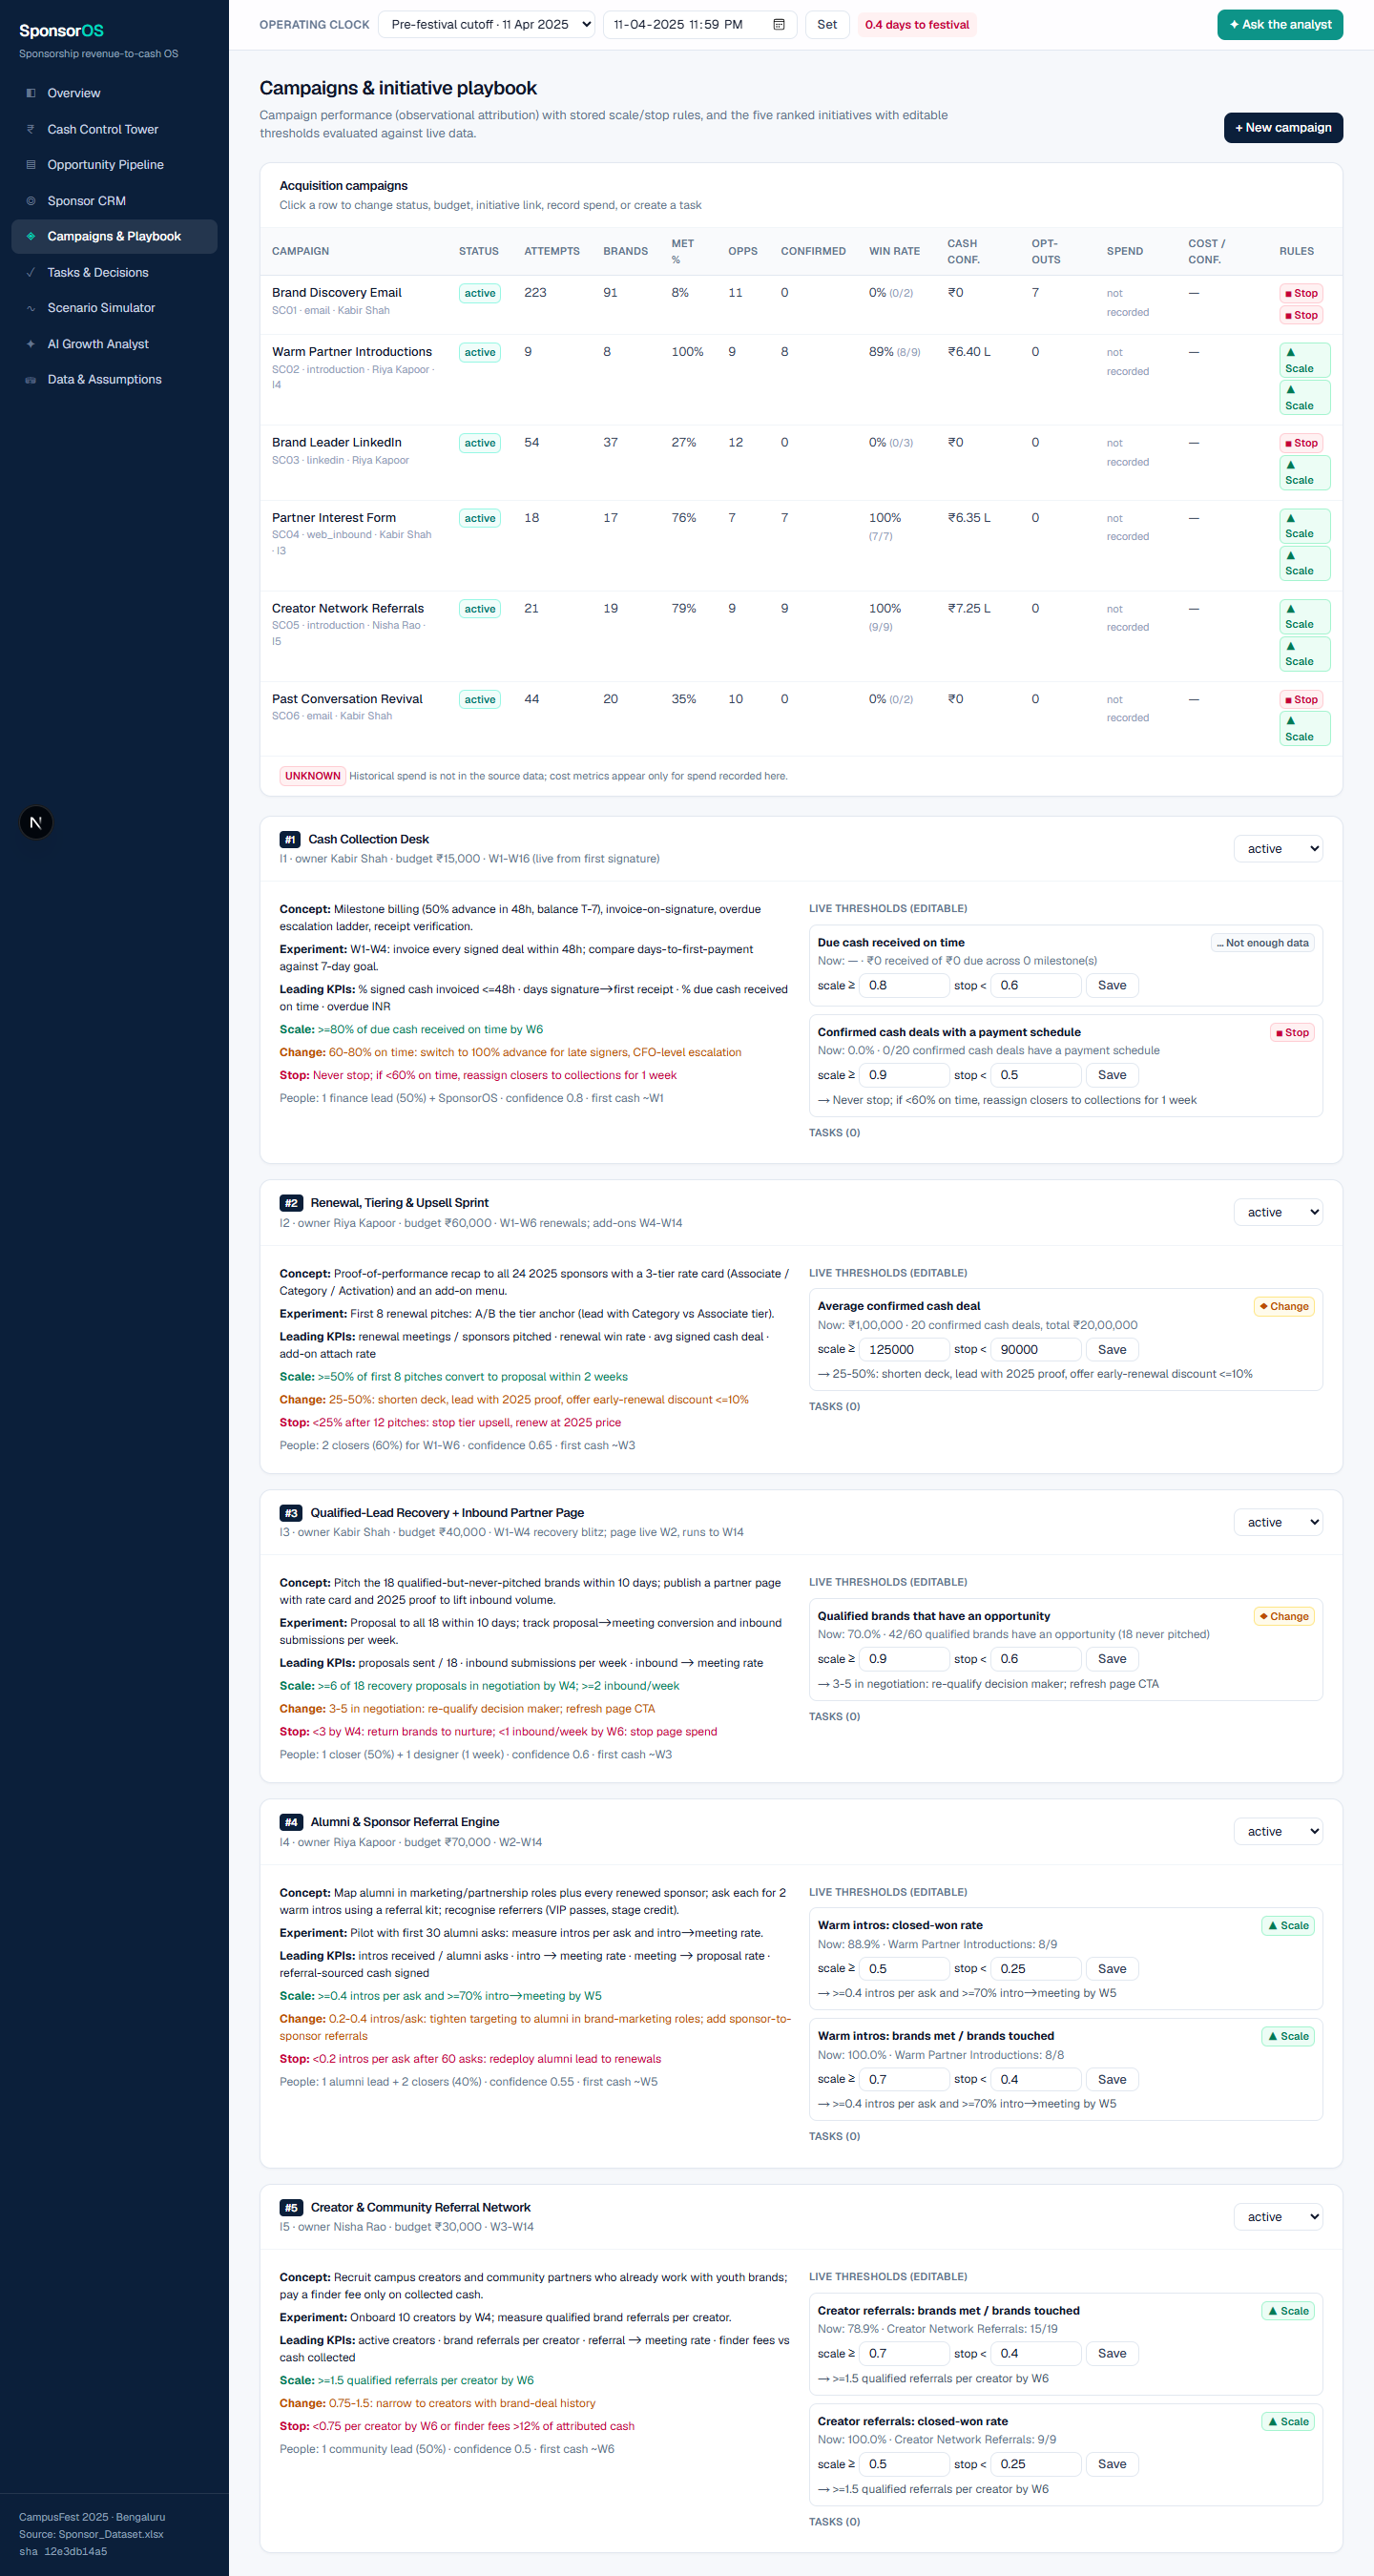 SponsorOS
Sponsorship revenue-to-cash OS
Overview
Cash Control Tower
Opportunity Pipeline
Sponsor CRM
Campaigns & Playbook
Tasks & Decisions
Scenario Simulator
AI Growth Analyst
Data & Assumptions
CampusFest 2025 · Bengaluru
Source: Sponsor_Dataset.xlsx
sha 12e3db14a5
OPERATING CLOCK Pre-festival cutoff · 11 Apr 2025 11-04-2025 11:59 PM Set 0.4 days to festival ✦ Ask the analyst
Campaigns & initiative playbook
Campaign performance (observational attribution) with stored scale/stop rules, and the five ranked initiatives with editable
thresholds evaluated against live data.
+ New campaign
Acquisition campaigns
Click a row to change status, budget, initiative link, record spend, or create a task
CAMPAIGN STATUS ATTEMPTS BRANDS MET % OPPS CONFIRMED WIN RATE CASH CONF. OPT-OUTS SPEND COST / CONF. RULES
Brand Discovery Email active 223 91 8% 11 0 0% (0/2) ₹0 7 not recorded — ■ Stop
SC01 · email · Kabir Shah ■ Stop
Warm Partner Introductions active 9 8 100% 9 8 89% (8/9) ₹6.40 L 0 not recorded — ▲ Scale
SC02 · introduction · Riya Kapoor · I4 ▲ Scale
Brand Leader LinkedIn active 54 37 27% 12 0 0% (0/3) ₹0 0 not recorded — ■ Stop
SC03 · linkedin · Riya Kapoor ▲ Scale
Partner Interest Form active 18 17 76% 7 7 100% (7/7) ₹6.35 L 0 not recorded — ▲ Scale
SC04 · web_inbound · Kabir Shah · I3 ▲ Scale
Creator Network Referrals active 21 19 79% 9 9 100% (9/9) ₹7.25 L 0 not recorded — ▲ Scale
SC05 · introduction · Nisha Rao · I5 ▲ Scale
Past Conversation Revival active 44 20 35% 10 0 0% (0/2) ₹0 0 not recorded — ■ Stop
SC06 · email · Kabir Shah ▲ Scale
UNKNOWN Historical spend is not in the source data; cost metrics appear only for spend recorded here.
#1 Cash Collection Desk
I1 · owner Kabir Shah · budget ₹15,000 · W1-W16 (live from first signature)
active
Concept: Milestone billing (50% advance in 48h, balance T-7), invoice-on-signature, overdue
escalation ladder, receipt verification.
Experiment: W1-W4: invoice every signed deal within 48h; compare days-to-first-payment
against 7-day goal.
Leading KPIs: % signed cash invoiced <=48h · days signature→first receipt · % due cash received
on time · overdue INR
Scale: >=80% of due cash received on time by W6
Change: 60-80% on time: switch to 100% advance for late signers, CFO-level escalation
Stop: Never stop; if <60% on time, reassign closers to collections for 1 week
People: 1 finance lead (50%) + SponsorOS · confidence 0.8 · first cash ~W1
LIVE THRESHOLDS (EDITABLE)
Due cash received on time … Not enough data
Now: — · ₹0 received of ₹0 due across 0 milestone(s)
scale ≥ 0.8 stop < 0.6 Save
Confirmed cash deals with a payment schedule ■ Stop
Now: 0.0% · 0/20 confirmed cash deals have a payment schedule
scale ≥ 0.9 stop < 0.5 Save
→ Never stop; if <60% on time, reassign closers to collections for 1 week
TASKS (0)
#2 Renewal, Tiering & Upsell Sprint
I2 · owner Riya Kapoor · budget ₹60,000 · W1-W6 renewals; add-ons W4-W14
active
Concept: Proof-of-performance recap to all 24 2025 sponsors with a 3-tier rate card (Associate /
Category / Activation) and an add-on menu.
Experiment: First 8 renewal pitches: A/B the tier anchor (lead with Category vs Associate tier).
Leading KPIs: renewal meetings / sponsors pitched · renewal win rate · avg signed cash deal ·
add-on attach rate
Scale: >=50% of first 8 pitches convert to proposal within 2 weeks
Change: 25-50%: shorten deck, lead with 2025 proof, offer early-renewal discount <=10%
Stop: <25% after 12 pitches: stop tier upsell, renew at 2025 price
People: 2 closers (60%) for W1-W6 · confidence 0.65 · first cash ~W3
LIVE THRESHOLDS (EDITABLE)
Average confirmed cash deal ◆ Change
Now: ₹1,00,000 · 20 confirmed cash deals, total ₹20,00,000
scale ≥ 125000 stop < 90000 Save
→ 25-50%: shorten deck, lead with 2025 proof, offer early-renewal discount <=10%
TASKS (0)
#3 Qualified-Lead Recovery + Inbound Partner Page
I3 · owner Kabir Shah · budget ₹40,000 · W1-W4 recovery blitz; page live W2, runs to W14
active
Concept: Pitch the 18 qualified-but-never-pitched brands within 10 days; publish a partner page
with rate card and 2025 proof to lift inbound volume.
Experiment: Proposal to all 18 within 10 days; track proposal→meeting conversion and inbound
submissions per week.
Leading KPIs: proposals sent / 18 · inbound submissions per week · inbound → meeting rate
Scale: >=6 of 18 recovery proposals in negotiation by W4; >=2 inbound/week
Change: 3-5 in negotiation: re-qualify decision maker; refresh page CTA
Stop: <3 by W4: return brands to nurture; <1 inbound/week by W6: stop page spend
People: 1 closer (50%) + 1 designer (1 week) · confidence 0.6 · first cash ~W3
LIVE THRESHOLDS (EDITABLE)
Qualified brands that have an opportunity ◆ Change
Now: 70.0% · 42/60 qualified brands have an opportunity (18 never pitched)
scale ≥ 0.9 stop < 0.6 Save
→ 3-5 in negotiation: re-qualify decision maker; refresh page CTA
TASKS (0)
#4 Alumni & Sponsor Referral Engine
I4 · owner Riya Kapoor · budget ₹70,000 · W2-W14
active
Concept: Map alumni in marketing/partnership roles plus every renewed sponsor; ask each for 2
warm intros using a referral kit; recognise referrers (VIP passes, stage credit).
Experiment: Pilot with first 30 alumni asks: measure intros per ask and intro→meeting rate.
Leading KPIs: intros received / alumni asks · intro → meeting rate · meeting → proposal rate ·
referral-sourced cash signed
Scale: >=0.4 intros per ask and >=70% intro→meeting by W5
Change: 0.2-0.4 intros/ask: tighten targeting to alumni in brand-marketing roles; add sponsor-to-
sponsor referrals
Stop: <0.2 intros per ask after 60 asks: redeploy alumni lead to renewals
People: 1 alumni lead + 2 closers (40%) · confidence 0.55 · first cash ~W5
LIVE THRESHOLDS (EDITABLE)
Warm intros: closed-won rate ▲ Scale
Now: 88.9% · Warm Partner Introductions: 8/9
scale ≥ 0.5 stop < 0.25 Save
→ >=0.4 intros per ask and >=70% intro→meeting by W5
Warm intros: brands met / brands touched ▲ Scale
Now: 100.0% · Warm Partner Introductions: 8/8
scale ≥ 0.7 stop < 0.4 Save
→ >=0.4 intros per ask and >=70% intro→meeting by W5
TASKS (0)
#5 Creator & Community Referral Network
I5 · owner Nisha Rao · budget ₹30,000 · W3-W14
active
Concept: Recruit campus creators and community partners who already work with youth brands;
pay a finder fee only on collected cash.
Experiment: Onboard 10 creators by W4; measure qualified brand referrals per creator.
Leading KPIs: active creators · brand referrals per creator · referral → meeting rate · finder fees vs
cash collected
Scale: >=1.5 qualified referrals per creator by W6
Change: 0.75-1.5: narrow to creators with brand-deal history
Stop: <0.75 per creator by W6 or finder fees >12% of attributed cash
People: 1 community lead (50%) · confidence 0.5 · first cash ~W6
LIVE THRESHOLDS (EDITABLE)
Creator referrals: brands met / brands touched ▲ Scale
Now: 78.9% · Creator Network Referrals: 15/19
scale ≥ 0.7 stop < 0.4 Save
→ >=1.5 qualified referrals per creator by W6
Creator referrals: closed-won rate ▲ Scale
Now: 100.0% · Creator Network Referrals: 9/9
scale ≥ 0.5 stop < 0.25 Save
→ >=1.5 qualified referrals per creator by W6
TASKS (0)